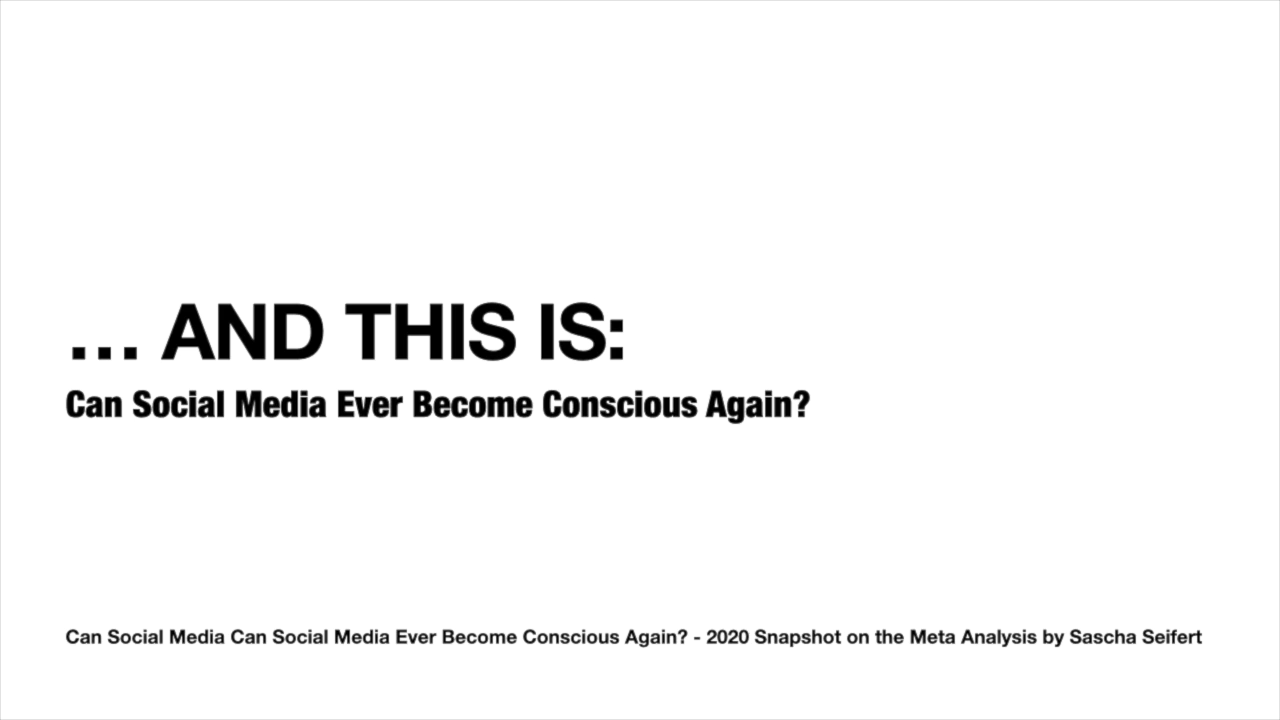 … AND THIS IS:
Can Social Media Ever Become Conscious Again?
Can Social Media Can Social Media Ever Become Conscious Again? - 2020 Snapshot on the Meta Analysis by Sascha Seifert